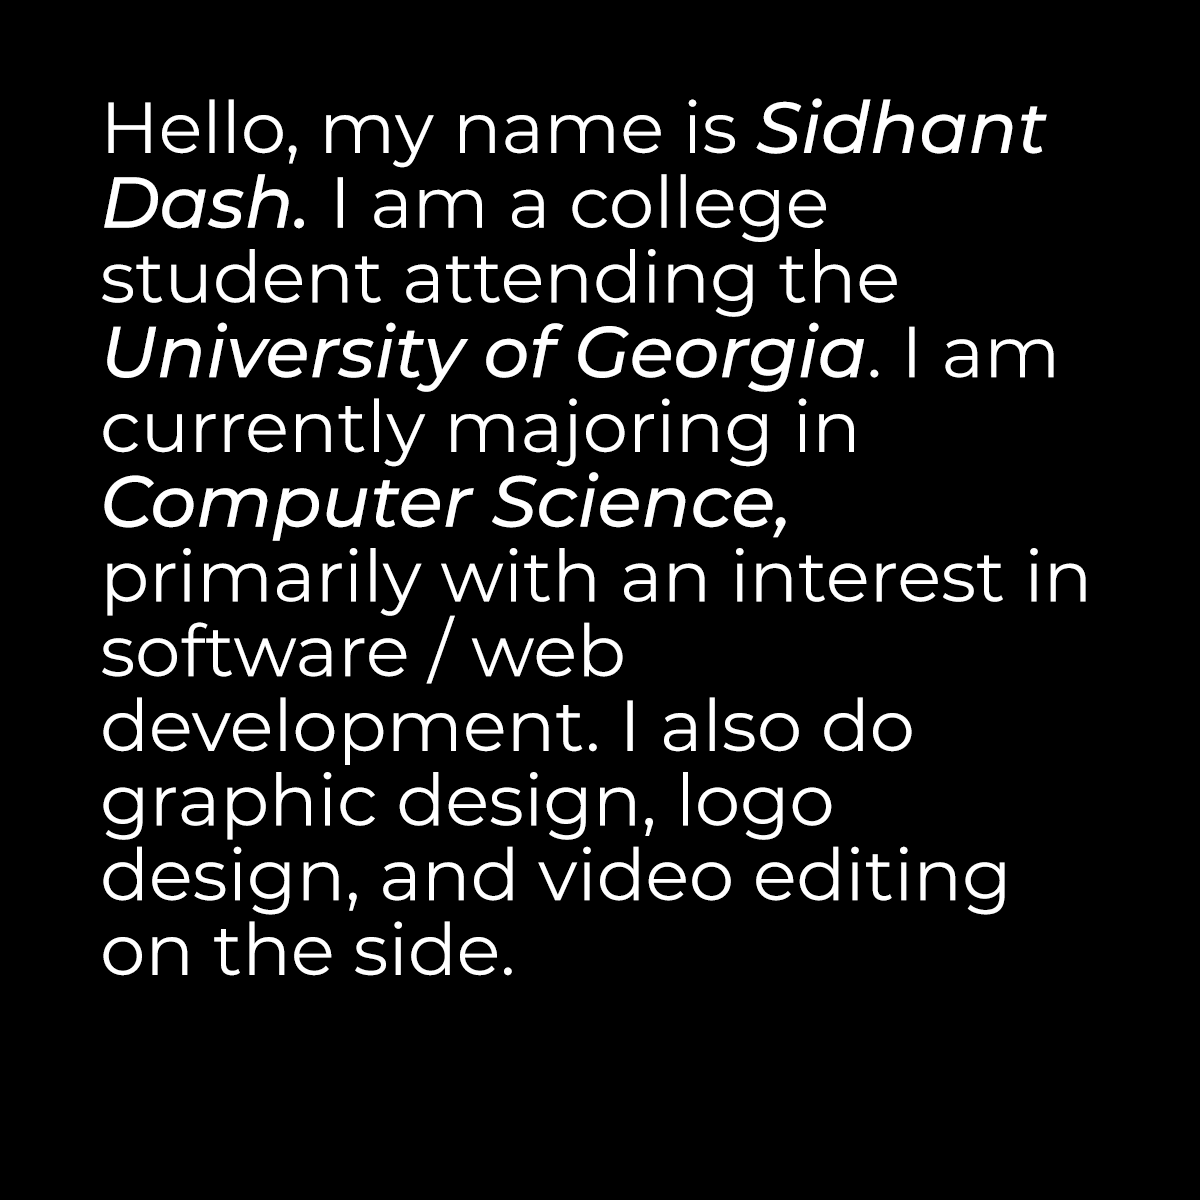 Hello, my name is Sidhant
Dash. I am a college
student attending the
University of Georgia. I am
currently majoring in
Computer Science,
primarily with an interest in
software / web
development. I also do
graphic design, logo
design, and video editing
on the side.